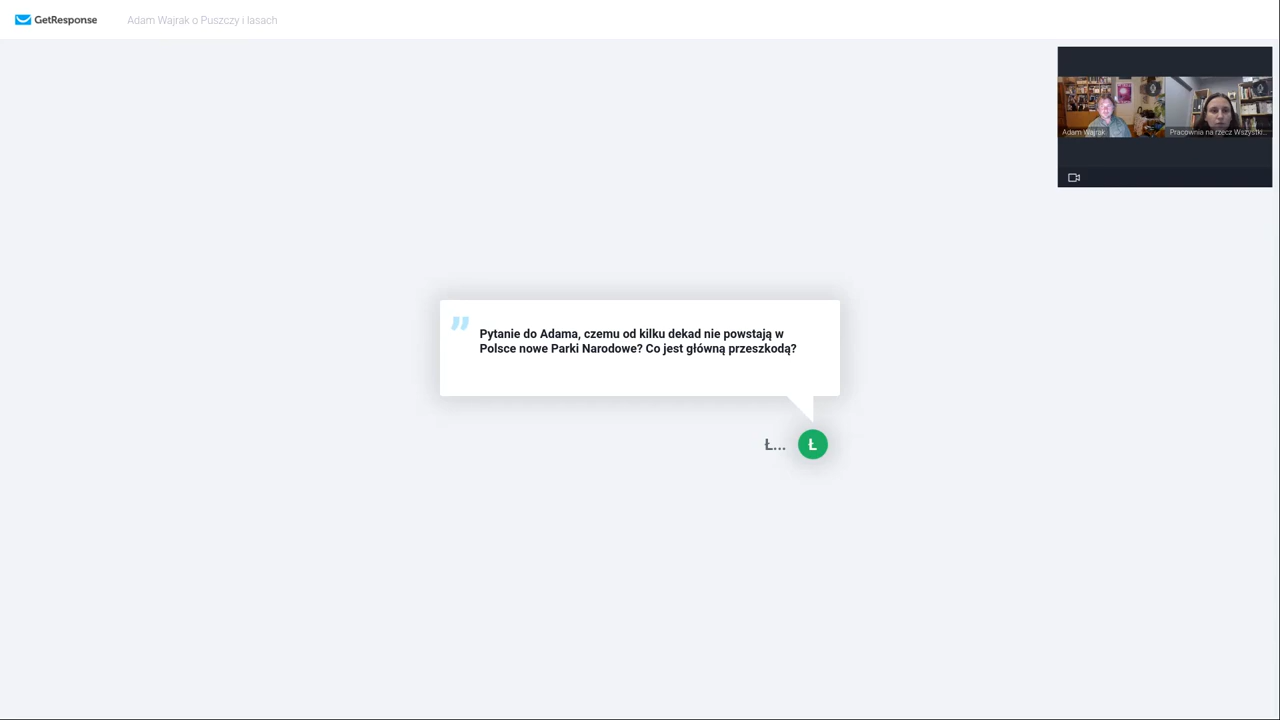 GetResponse
Adam Wajrak o Puszczy i lasach
Adam Wajrak
Pracownia na rzecz Wszystki...
Pytanie do Adama, czemu od kilku dekad nie powstają w
Polsce nowe Parki Narodowe? Co jest główną przeszkodą?
Ł...
Ł